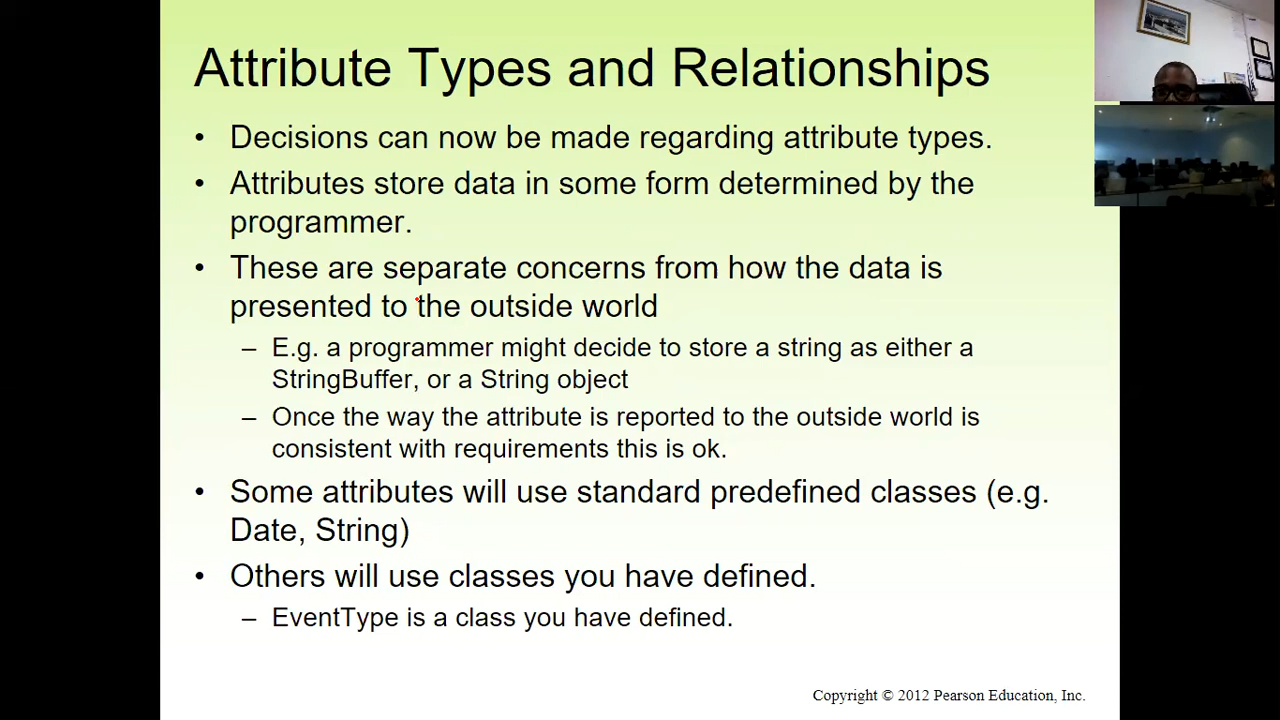 Attribute Types and Relationships
• Decisions can now be made regarding attribute types.
• Attributes store data in some form determined by the
programmer.
• These are separate concerns from how the data is
presented to the outside world
– E.g. a programmer might decide to store a string as either a
StringBuffer, or a String object
– Once the way the attribute is reported to the outside world is
consistent with requirements this is ok.
• Some attributes will use standard predefined classes (e.g.
Date, String)
• Others will use classes you have defined.
– EventType is a class you have defined.
Copyright © 2012 Pearson Education, Inc.